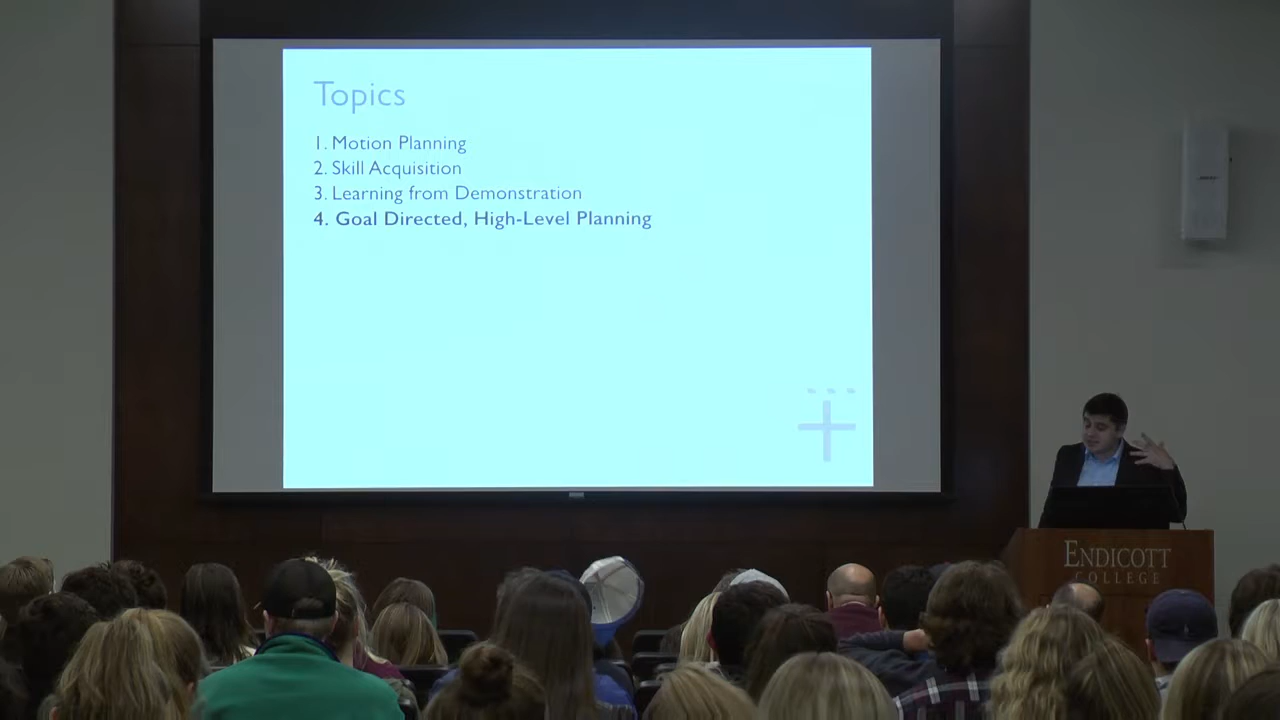 Topics
1. Motion Planning
2. Skill Acquisition
3. Learning from Demonstration
4. Goal Directed, High-Level Planning
ENDICOTT
COLLEGE